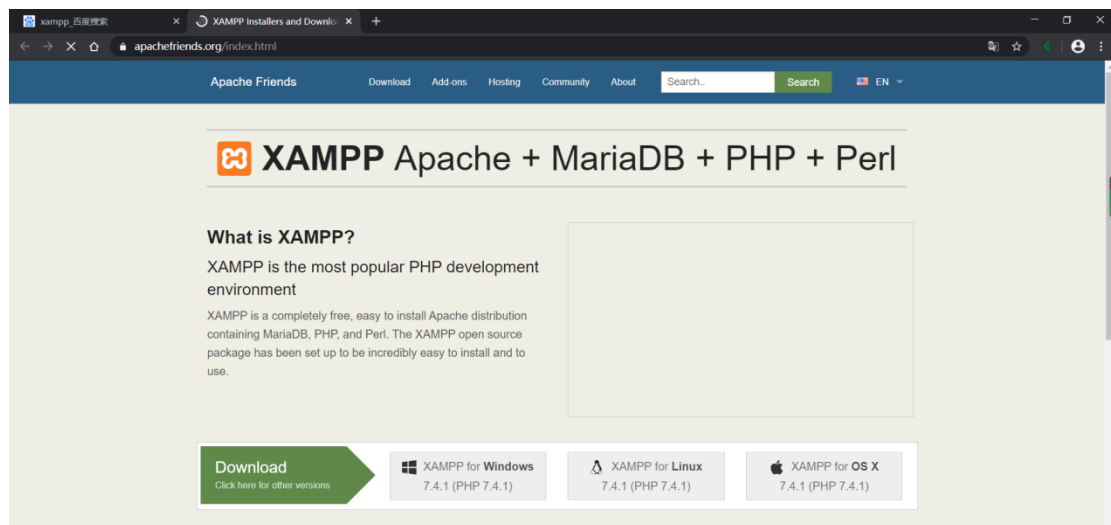 xampp_百度搜索
XAMPP Installers and Downlo
apachefriends.org/index.html
Apache Friends Download Add-ons Hosting Community About Search.. Search EN
XAMPP Apache + MariaDB + PHP + Perl
What is XAMPP?
XAMPP is the most popular PHP development
environment
XAMPP is a completely free, easy to install Apache distribution
containing MariaDB, PHP, and Perl. The XAMPP open source
package has been set up to be incredibly easy to install and to
use.
Download
Click here for other versions
XAMPP for Windows
7.4.1 (PHP 7.4.1)
XAMPP for Linux
7.4.1 (PHP 7.4.1)
XAMPP for OS X
7.4.1 (PHP 7.4.1)